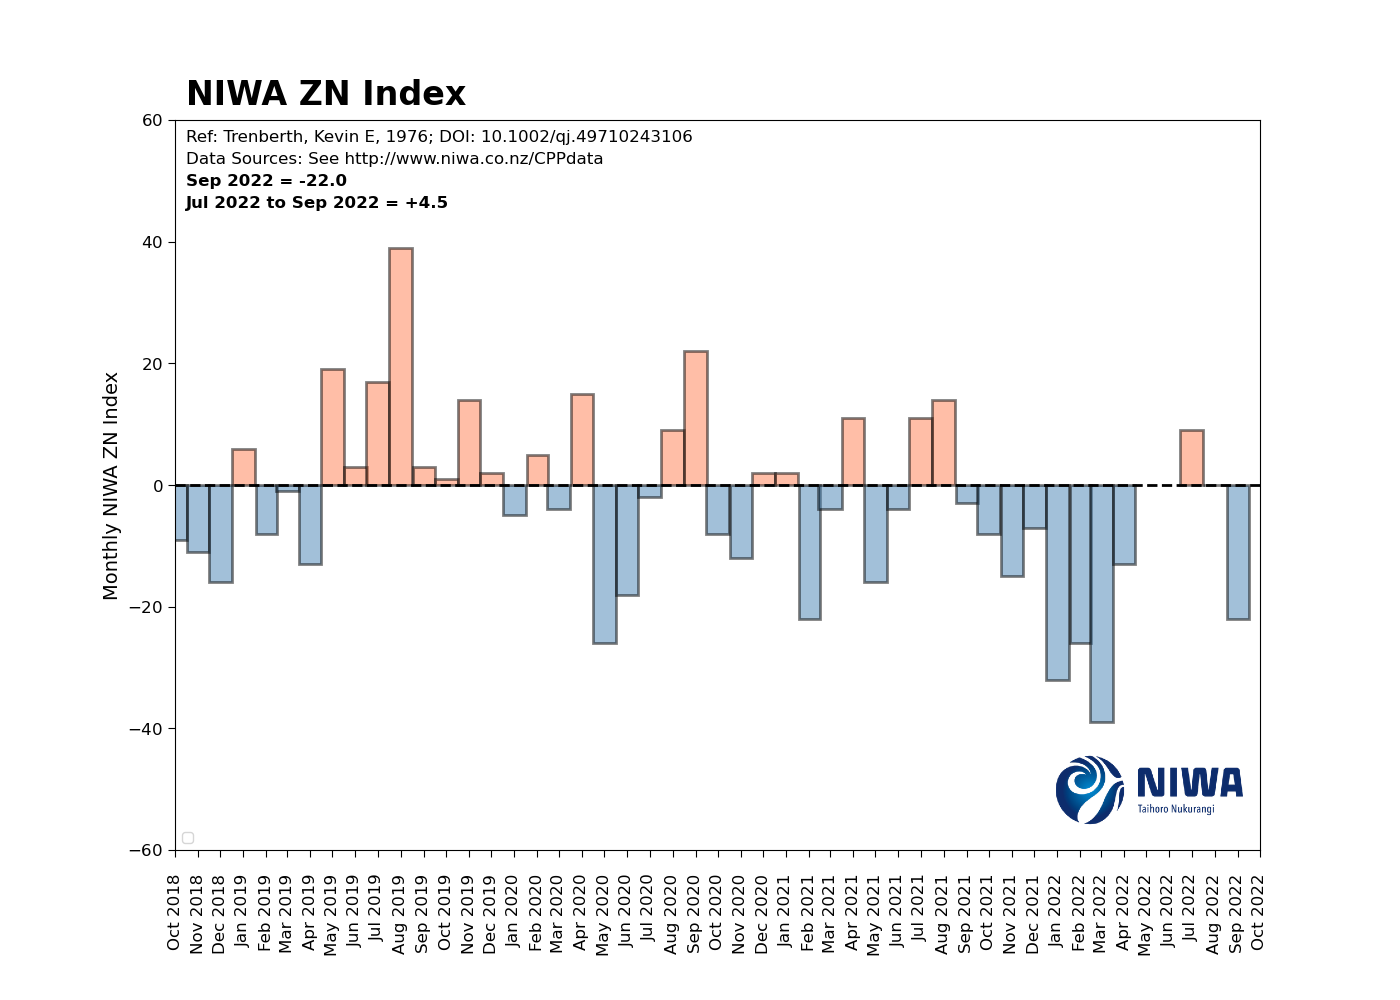 NIWA ZN Index
Ref: Trenberth, Kevin E, 1976; DOI: 10.1002/qj.49710243106
Data Sources: See http://www.niwa.co.nz/CPPdata
Sep 2022 = -22.0
Jul 2022 to Sep 2022 = +4.5
Monthly NIWA ZN Index
60
40
20
0
−20
−40
−60
NIWA
Taihoro Nukurangi
Oct 2018
Nov 2018
Dec 2018
Jan 2019
Feb 2019
Mar 2019
Apr 2019
May 2019
Jun 2019
Jul 2019
Aug 2019
Sep 2019
Oct 2019
Nov 2019
Dec 2019
Jan 2020
Feb 2020
Mar 2020
Apr 2020
May 2020
Jun 2020
Jul 2020
Aug 2020
Sep 2020
Oct 2020
Nov 2020
Dec 2020
Jan 2021
Feb 2021
Mar 2021
Apr 2021
May 2021
Jun 2021
Jul 2021
Aug 2021
Sep 2021
Oct 2021
Nov 2021
Dec 2021
Jan 2022
Feb 2022
Mar 2022
Apr 2022
May 2022
Jun 2022
Jul 2022
Aug 2022
Sep 2022
Oct 2022